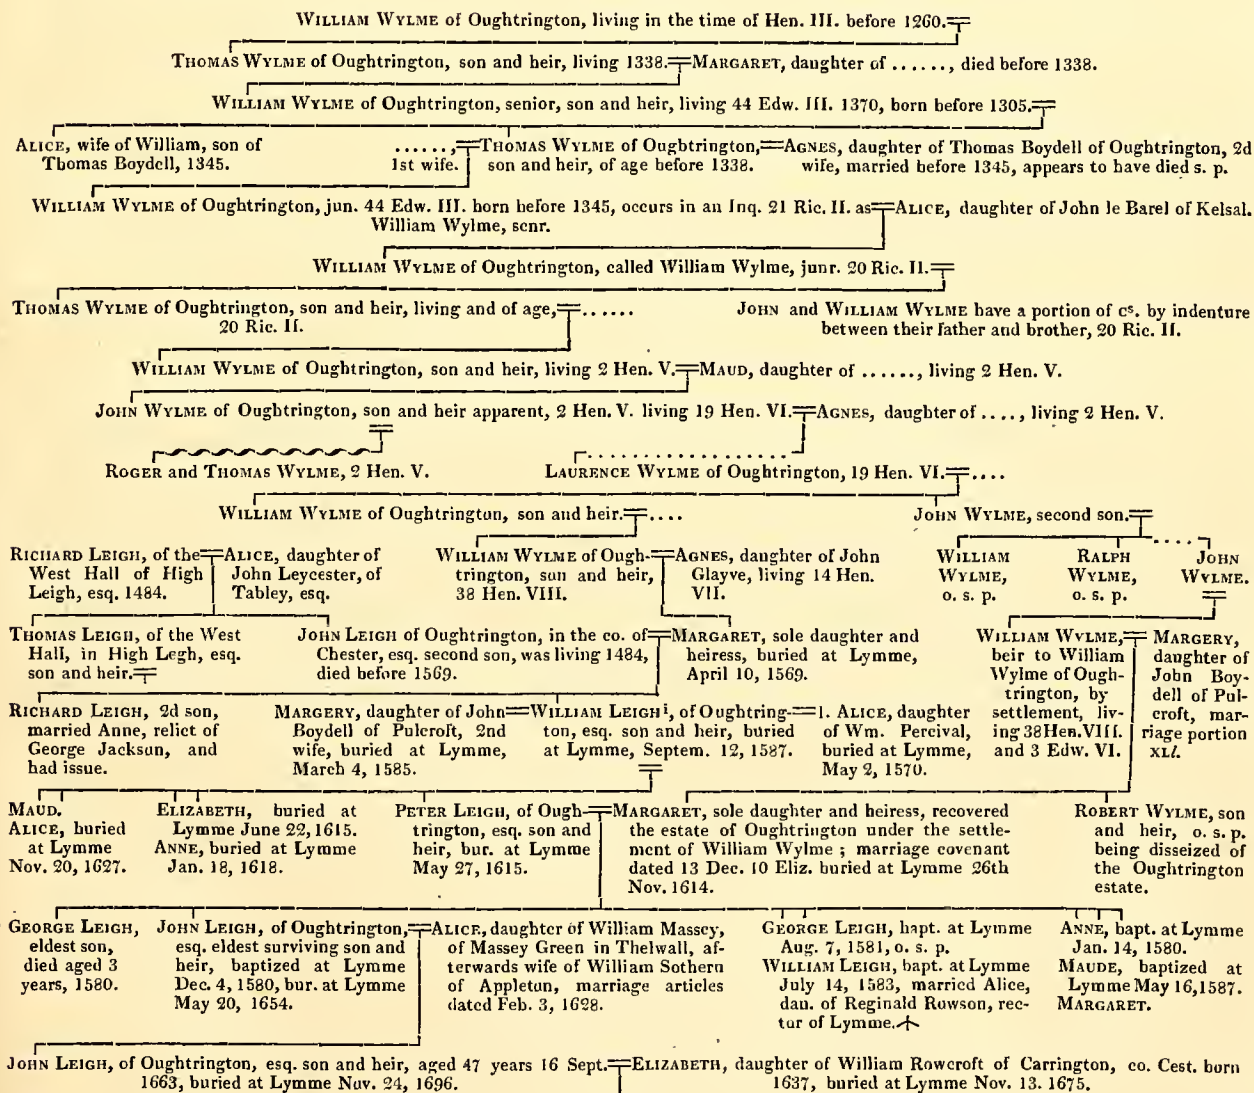 WILLIAM WYLME of Oughtrington, living in the time of Hen. III. before 1260.
THOMAS WYLME of Oughtrington, son and heir, living 1338.
MARGARET, daughter of ......, died before 1338.
WILLIAM WYLME of Oughtrington, senior, son and heir, living 44 Edw. III. 1370, born before 1305.
ALICE, wife of William, son of
Thomas Boydell, 1345.
......,
1st wife.
THOMAS WYLME of Oughtrington,
son and heir, of age before 1338.
AGNES, daughter of Thomas Boydell of Oughtrington, 2d
wife, married before 1345, appears to have died s. p.
WILLIAM WYLME of Oughtrington, jun. 44 Edw. III. born before 1345, occurs in an Inq. 21 Ric. II. as
William Wylme, senr.
ALICE, daughter of John le Barel of Kelsal.
WILLIAM WYLME of Oughtrington, called William Wylme, junr. 20 Ric. II.
THOMAS WYLME of Oughtrington, son and heir, living and of age,
20 Ric. II.
......
JOHN and WILLIAM WYLME have a portion of cs. by indenture
between their father and brother, 20 Ric. II.
WILLIAM WYLME of Oughtrington, son and heir, living 2 Hen. V.
MAUD, daughter of ......, living 2 Hen. V.
JOHN WYLME of Oughtrington, son and heir apparent, 2 Hen. V. living 19 Hen. VI.
AGNES, daughter of ...., living 2 Hen. V.
ROGER and THOMAS WYLME, 2 Hen. V.
LAURENCE WYLME of Oughtrington, 19 Hen. VI.
....
WILLIAM WYLME of Oughtrington, son and heir.
....
JOHN WYLME, second son.
RICHARD LEIGH, of the
West Hall of High
Leigh, esq. 1484.
ALICE, daughter of
John Leycester, of
Tabley, esq.
WILLIAM WYLME of Ough-
trington, son and heir,
38 Hen. VIII.
AGNES, daughter of John
Glayve, living 14 Hen.
VII.
WILLIAM
WYLME,
o. s. p.
RALPH
WYLME,
o. s. p.
JOHN
WYLME.
THOMAS LEIGH, of the West
Hall, in High Legh, esq.
son and heir.
JOHN LEIGH of Oughtrington, in the co. of
Chester, esq. second son, was living 1484,
died before 1569.
MARGARET, sole daughter and
heiress, buried at Lymme,
April 10, 1569.
WILLIAM WYLME,
heir to William
Wylme of Ough-
trington, by
settlement, liv-
ing 38 Hen. VIII.
and 3 Edw. VI.
MARGERY,
daughter of
John Boy-
dell of Pul-
croft, mar-
riage portion
XLl.
RICHARD LEIGH, 2d son,
married Anne, relict of
George Jackson, and
had issue.
MARGERY, daughter of John
Boydell of Pulcroft, 2nd
wife, buried at Lymme,
March 4, 1585.
WILLIAM LEIGH i, of Oughtring-
ton, esq. son and heir, buried
at Lymme, Septem. 12, 1587.
1. ALICE, daughter
of Wm. Percival,
buried at Lymme,
May 2, 1570.
MAUD.
ALICE, buried
at Lymme
Nov. 20, 1627.
ELIZABETH, buried at
Lymme June 22, 1615.
ANNE, buried at Lymme
Jan. 18, 1618.
PETER LEIGH, of Ough-
trington, esq. son and
heir, bur. at Lymme
May 27, 1615.
MARGARET, sole daughter and heiress, recovered
the estate of Oughtrington under the settle-
ment of William Wylme ; marriage covenant
dated 13 Dec. 10 Eliz. buried at Lymme 26th
Nov. 1614.
ROBERT WYLME, son
and heir, o. s. p.
being disseized of
the Oughtrington
estate.
GEORGE LEIGH,
eldest son,
died aged 3
years, 1580.
JOHN LEIGH, of Oughtrington,
esq. eldest surviving son and
heir, baptized at Lymme
Dec. 4, 1580, bur. at Lymme
May 20, 1654.
ALICE, daughter of William Massey,
of Massey Green in Thelwall, af-
terwards wife of William Sothern
of Appleton, marriage articles
dated Feb. 3, 1628.
GEORGE LEIGH, bapt. at Lymme
Aug. 7, 1581, o. s. p.
WILLIAM LEIGH, bapt. at Lymme
July 14, 1583, married Alice,
dau. of Reginald Rowson, rec-
tor of Lymme.
ANNE, bapt. at Lymme
Jan. 14, 1580.
MAUDE, baptized at
Lymme May 16, 1587.
MARGARET.
JOHN LEIGH, of Oughtrington, esq. son and heir, aged 47 years 16 Sept.
1663, buried at Lymme Nov. 24, 1696.
ELIZABETH, daughter of William Rowcroft of Carrington, co. Cest. born
1637, buried at Lymme Nov. 13. 1675.